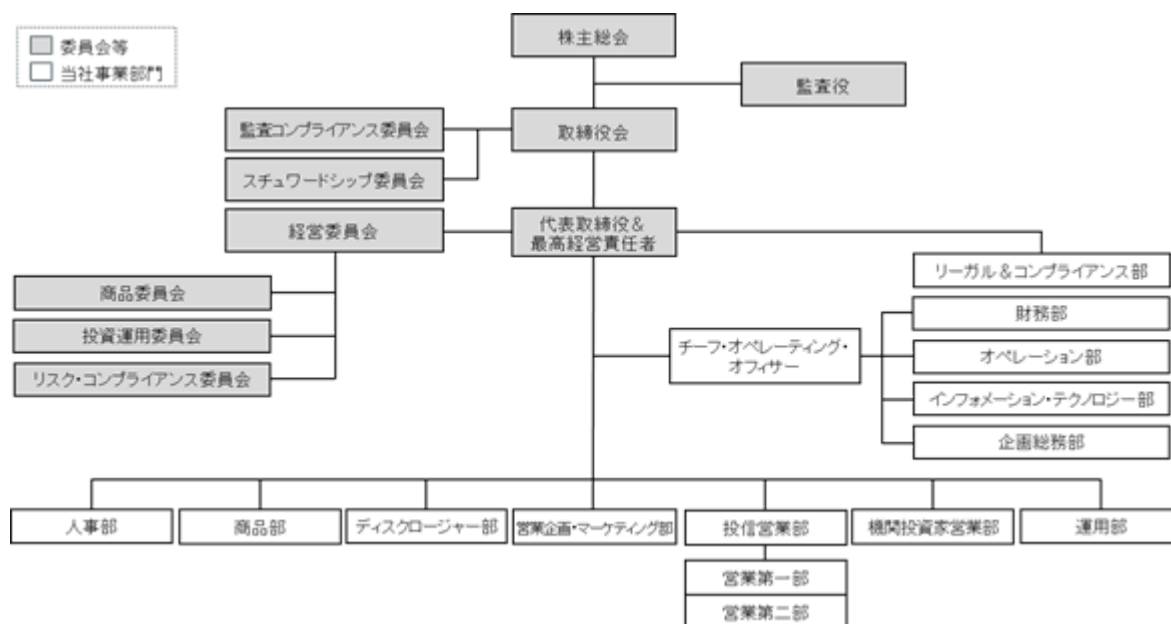 委員会等
当社事業部門
株主総会
監査役
監査コンプライアンス委員会
取締役会
スチュワードシップ委員会
経営委員会
代表取締役&
最高経営責任者
リーガル&コンプライアンス部
商品委員会
財務部
投資運用委員会
チーフ・オペレーティング・
オフィサー
オペレーション部
リスク・コンプライアンス委員会
インフォメーション・テクノロジー部
企画総務部
人事部
商品部
ディスクロージャー部
営業企画・マーケティング部
投信営業部
機関投資家営業部
運用部
営業第一部
営業第二部